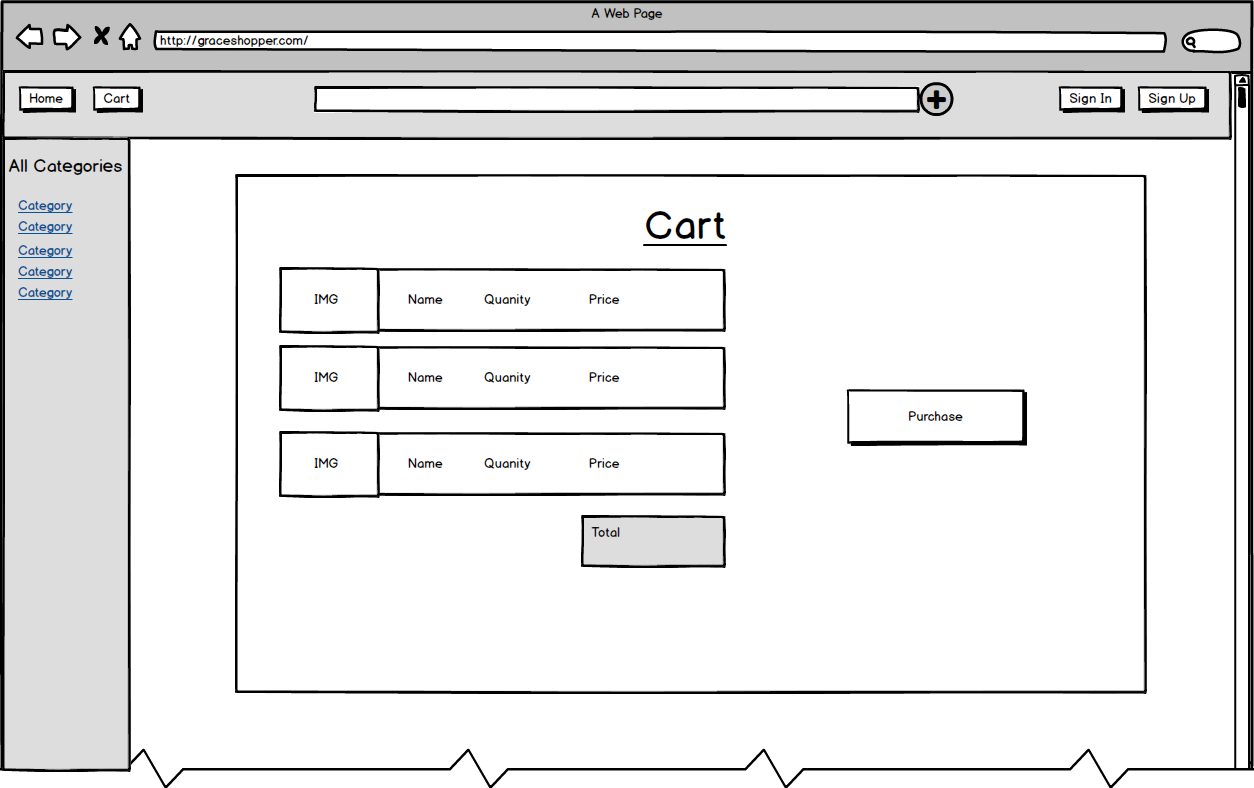 A Web Page
http://graceshopper.com/
Home Cart Sign In Sign Up
All Categories
Category
Category
Category
Category
Category
Cart
IMG Name Quanity Price
IMG Name Quanity Price
Purchase
IMG Name Quanity Price
Total